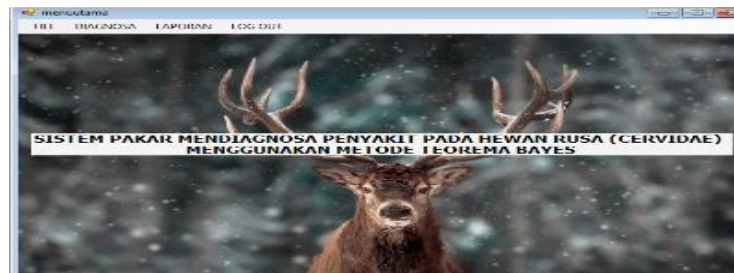 menuutama
FILE DIAGNOSA LAPORAN LOG OUT
SISTEM PAKAR MENDIAGNOSA PENYAKIT PADA HEWAN RUSA (CERVIDAE)
MENGGUNAKAN METODE TEOREMA BAYES